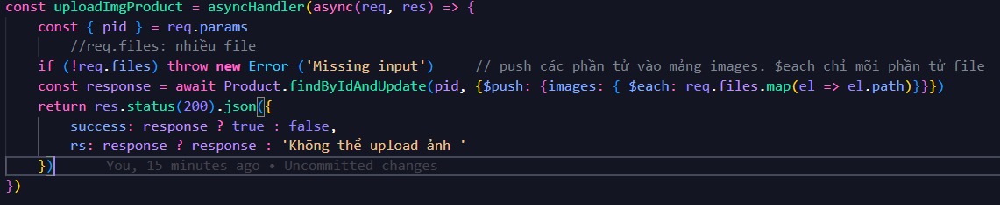 const uploadImgProduct = asyncHandler(async(req, res) => {
const { pid } = req.params
//req.files: nhiều file
if (!req.files) throw new Error ('Missing input') // push các phần tử vào mảng images. $each chỉ mõi phần tử file
const response = await Product.findByIdAndUpdate(pid, {$push: {images: { $each: req.files.map(el => el.path)}}})
return res.status(200).json({
success: response ? true : false,
rs: response ? response : 'Không thể upload ảnh '
}) You, 15 minutes ago • Uncommitted changes
})